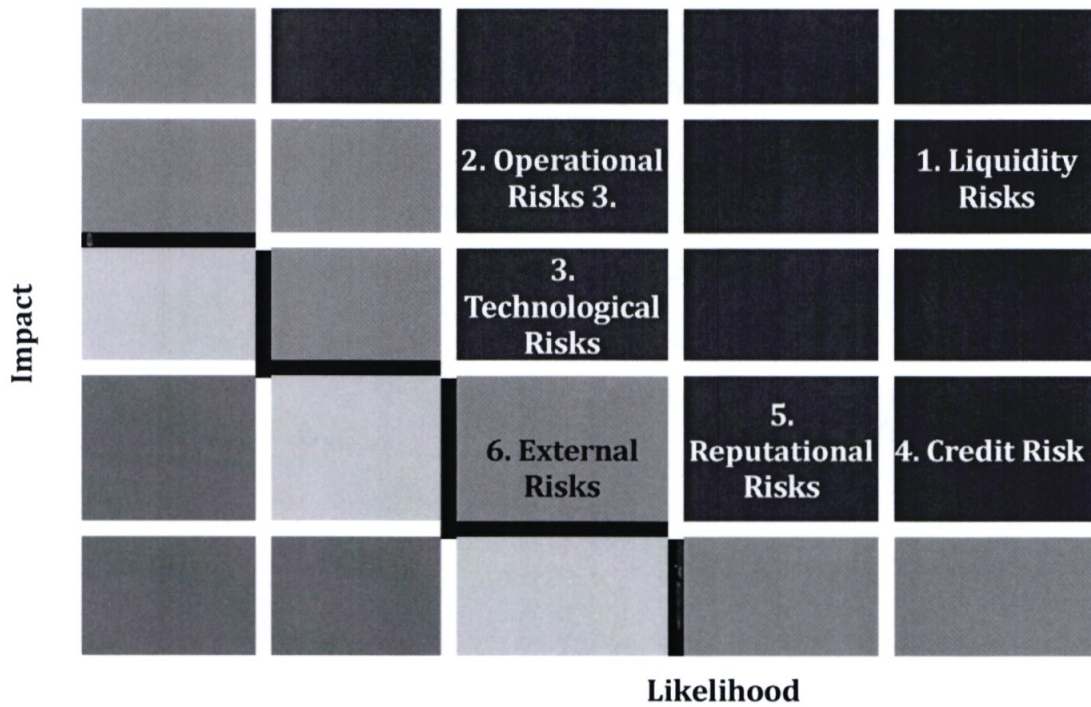 2. Operational
Risks 3.
1. Liquidity
Risks
3.
Technological
Risks
Impact
6. External
Risks
5.
Reputational
Risks
4. Credit Risk
Likelihood